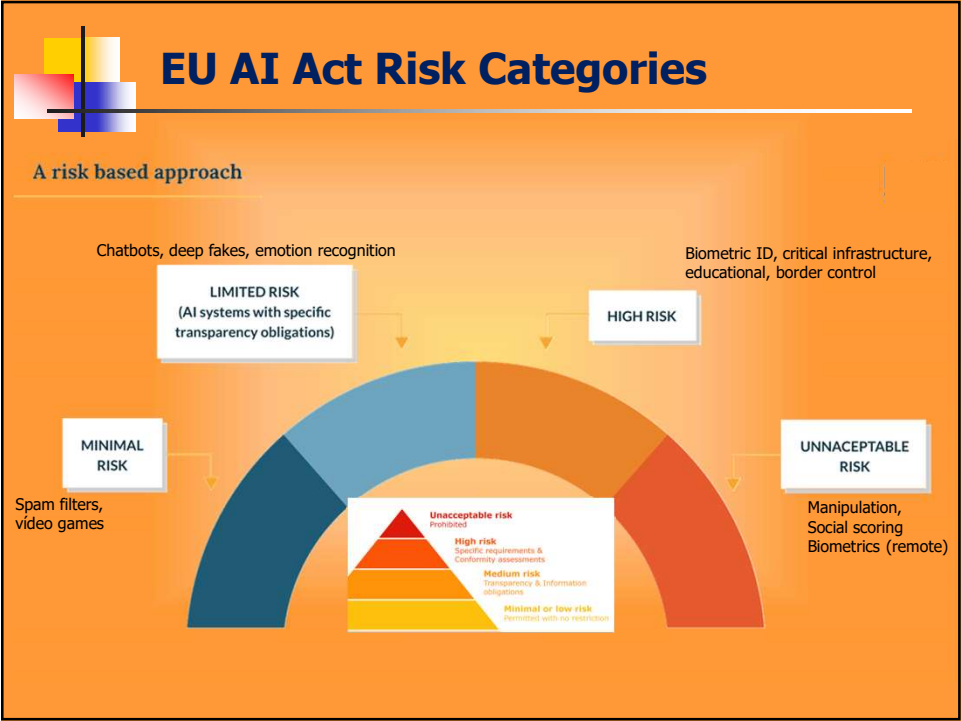 EU AI Act Risk Categories
A risk based approach
Chatbots, deep fakes, emotion recognition
LIMITED RISK
(AI systems with specific
transparency obligations)
Biometric ID, critical infrastructure,
educational, border control
HIGH RISK
MINIMAL
RISK
Spam filters,
vídeo games
UNNACEPTABLE
RISK
Manipulation,
Social scoring
Biometrics (remote)
Unacceptable risk
Prohibited
High risk
Specific requirements &
Conformity assessments
Medium risk
Transparency & Information
obligations
Minimal or low risk
Permitted with no restriction